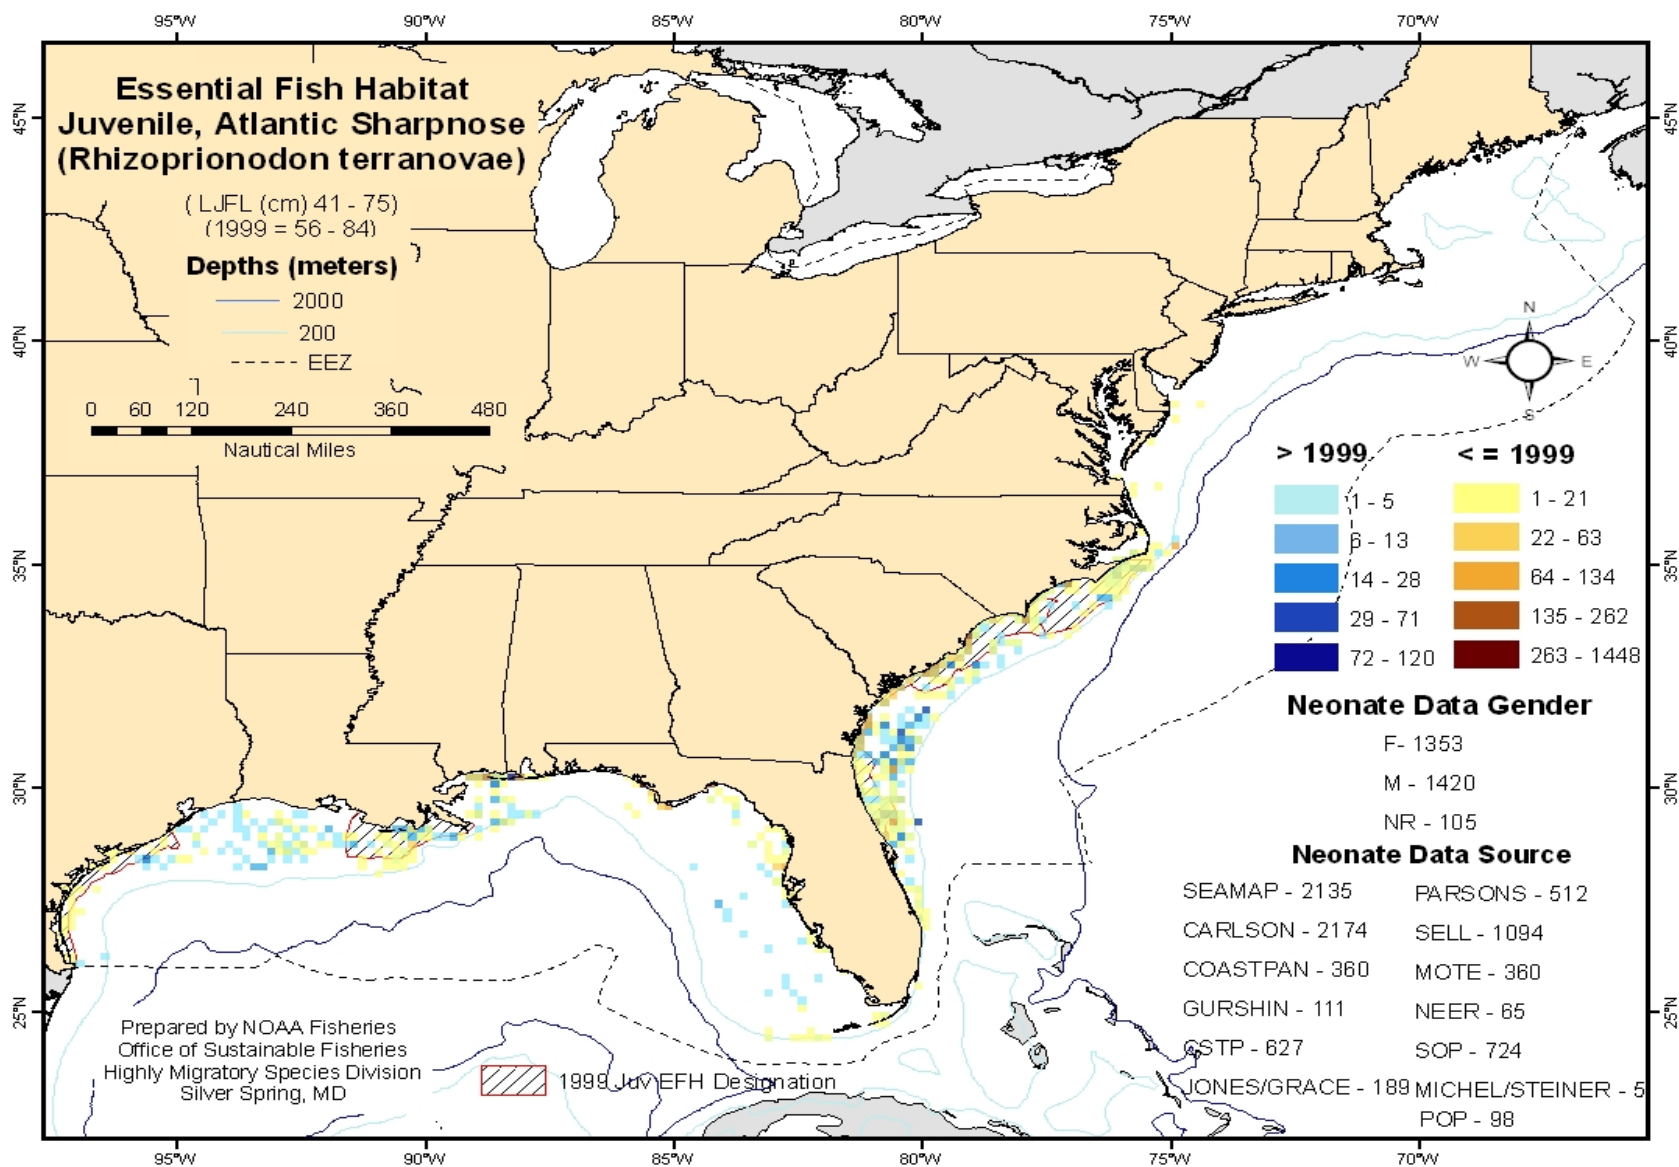 95°W 90°W 85°W 80°W 75°W 70°W
Essential Fish Habitat
Juvenile, Atlantic Sharpnose
(Rhizoprionodon terranovae)
( LJFL (cm) 41 - 75)
(1999 = 56 - 84)
Depths (meters)
2000
200
EEZ
0 60 120 240 360 480
Nautical Miles
45°N
40°N
35°N
30°N
25°N
45°N
40°N
35°N
30°N
25°N
N
W E
S
> 1999
1 - 5
6 - 13
14 - 28
29 - 71
72 - 120
< = 1999
1 - 21
22 - 63
64 - 134
135 - 262
263 - 1448
Neonate Data Gender
F- 1353
M - 1420
NR - 105
Neonate Data Source
SEAMAP - 2135
CARLSON - 2174
COASTPAN - 360
GURSHIN - 111
CSTP - 627
JONES/GRACE - 189
PARSONS - 512
SELL - 1094
MOTE - 360
NEER - 65
SOP - 724
MICHEL/STEINER - 5
POP - 98
Prepared by NOAA Fisheries
Office of Sustainable Fisheries
Highly Migratory Species Division
Silver Spring, MD
1999 Juv EFH Designation
95°W 90°W 85°W 80°W 75°W 70°W